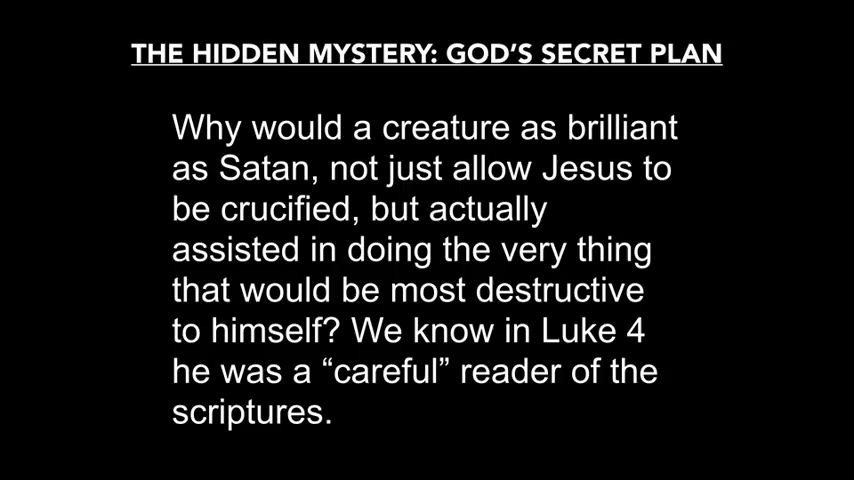 THE HIDDEN MYSTERY: GOD’S SECRET PLAN
Why would a creature as brilliant
as Satan, not just allow Jesus to
be crucified, but actually
assisted in doing the very thing
that would be most destructive
to himself? We know in Luke 4
he was a “careful” reader of the
scriptures.